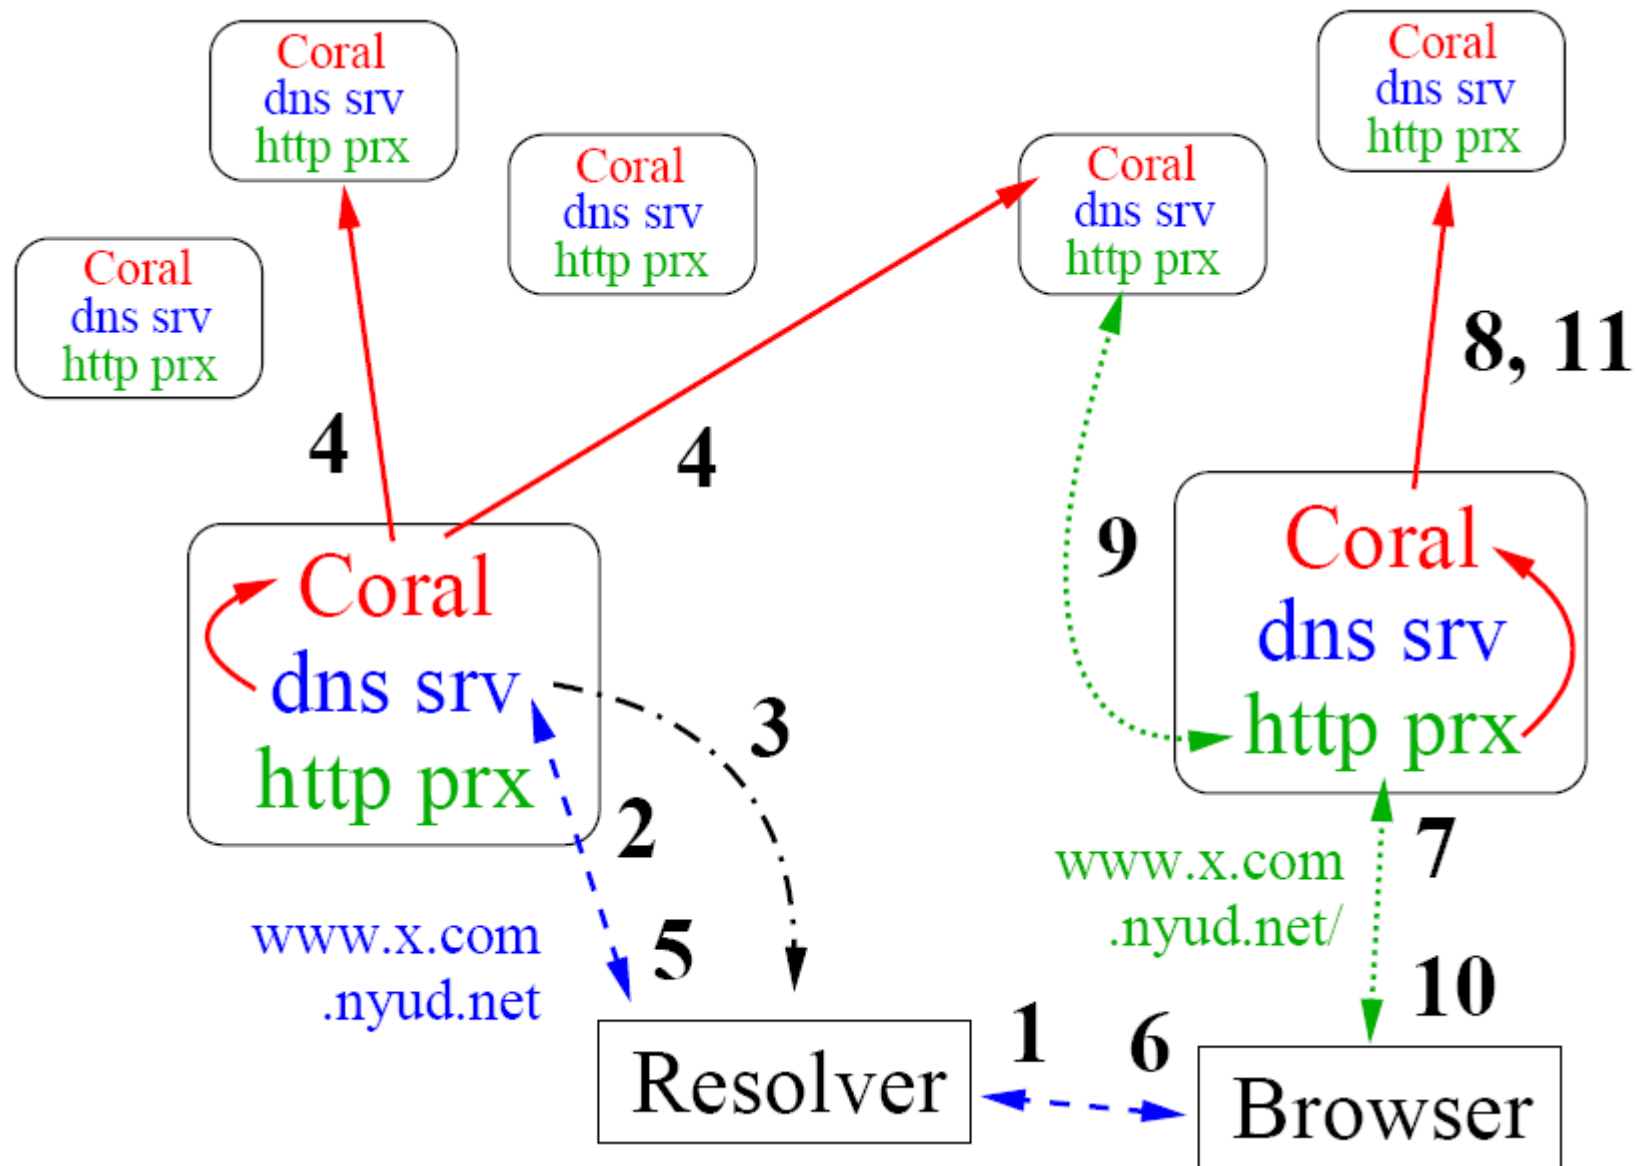 Coral
dns srv
http prx
Coral
dns srv
http prx
Coral
dns srv
http prx
Coral
dns srv
http prx
Coral
dns srv
http prx
8, 11
4
4
Coral
dns srv
http prx
9
Coral
dns srv
http prx
3
2
7
www.x.com
.nyud.net
5
www.x.com
.nyud.net/
10
1
6
Resolver
Browser